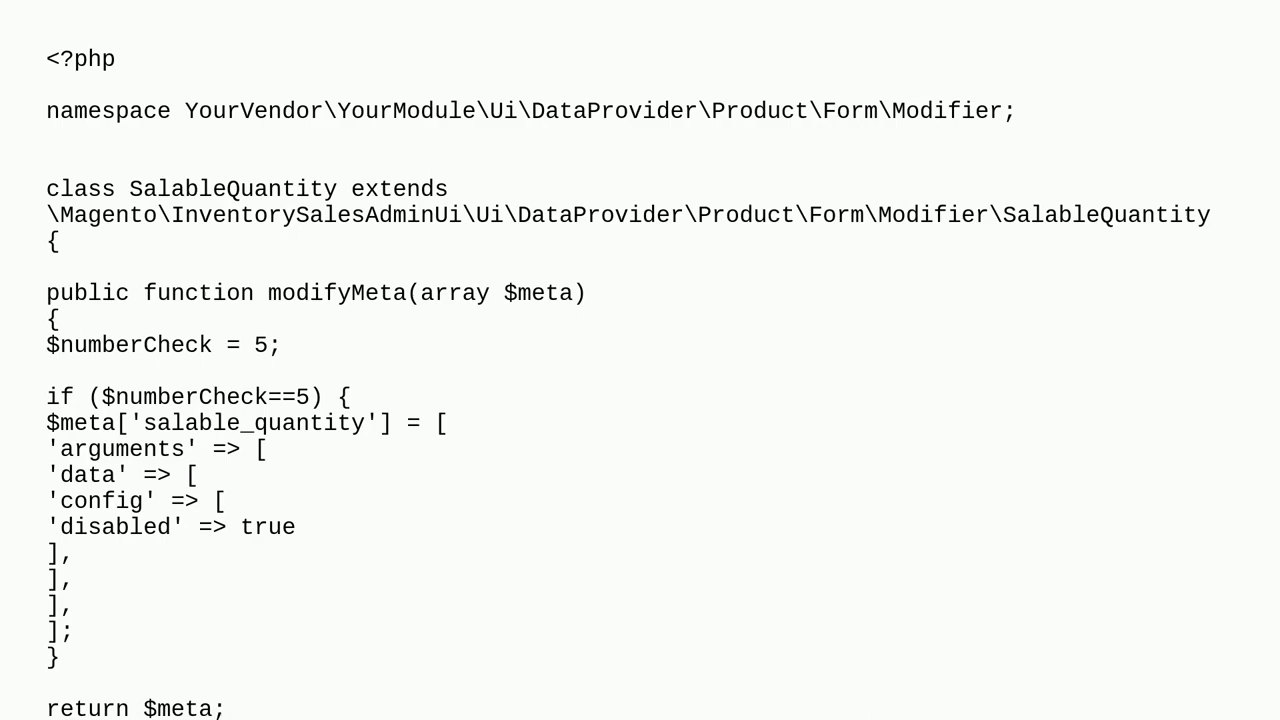 <?php
namespace YourVendor\YourModule\Ui\DataProvider\Product\Form\Modifier;
class SalableQuantity extends
\Magento\InventorySalesAdminUi\Ui\DataProvider\Product\Form\Modifier\SalableQuantity
{
public function modifyMeta(array $meta)
{
$numberCheck = 5;
if ($numberCheck==5) {
$meta['salable_quantity'] = [
'arguments' => [
'data' => [
'config' => [
'disabled' => true
],
],
],
];
}
return $meta;